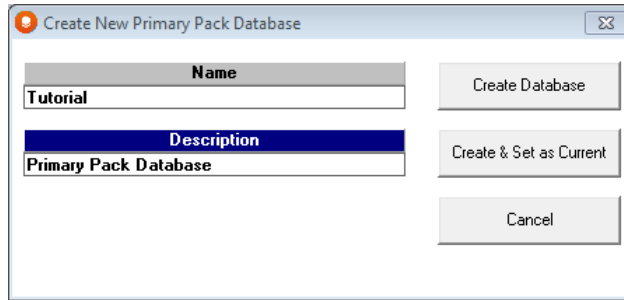 Create New Primary Pack Database
Name
Tutorial
Create Database
Description
Primary Pack Database
Create & Set as Current
Cancel